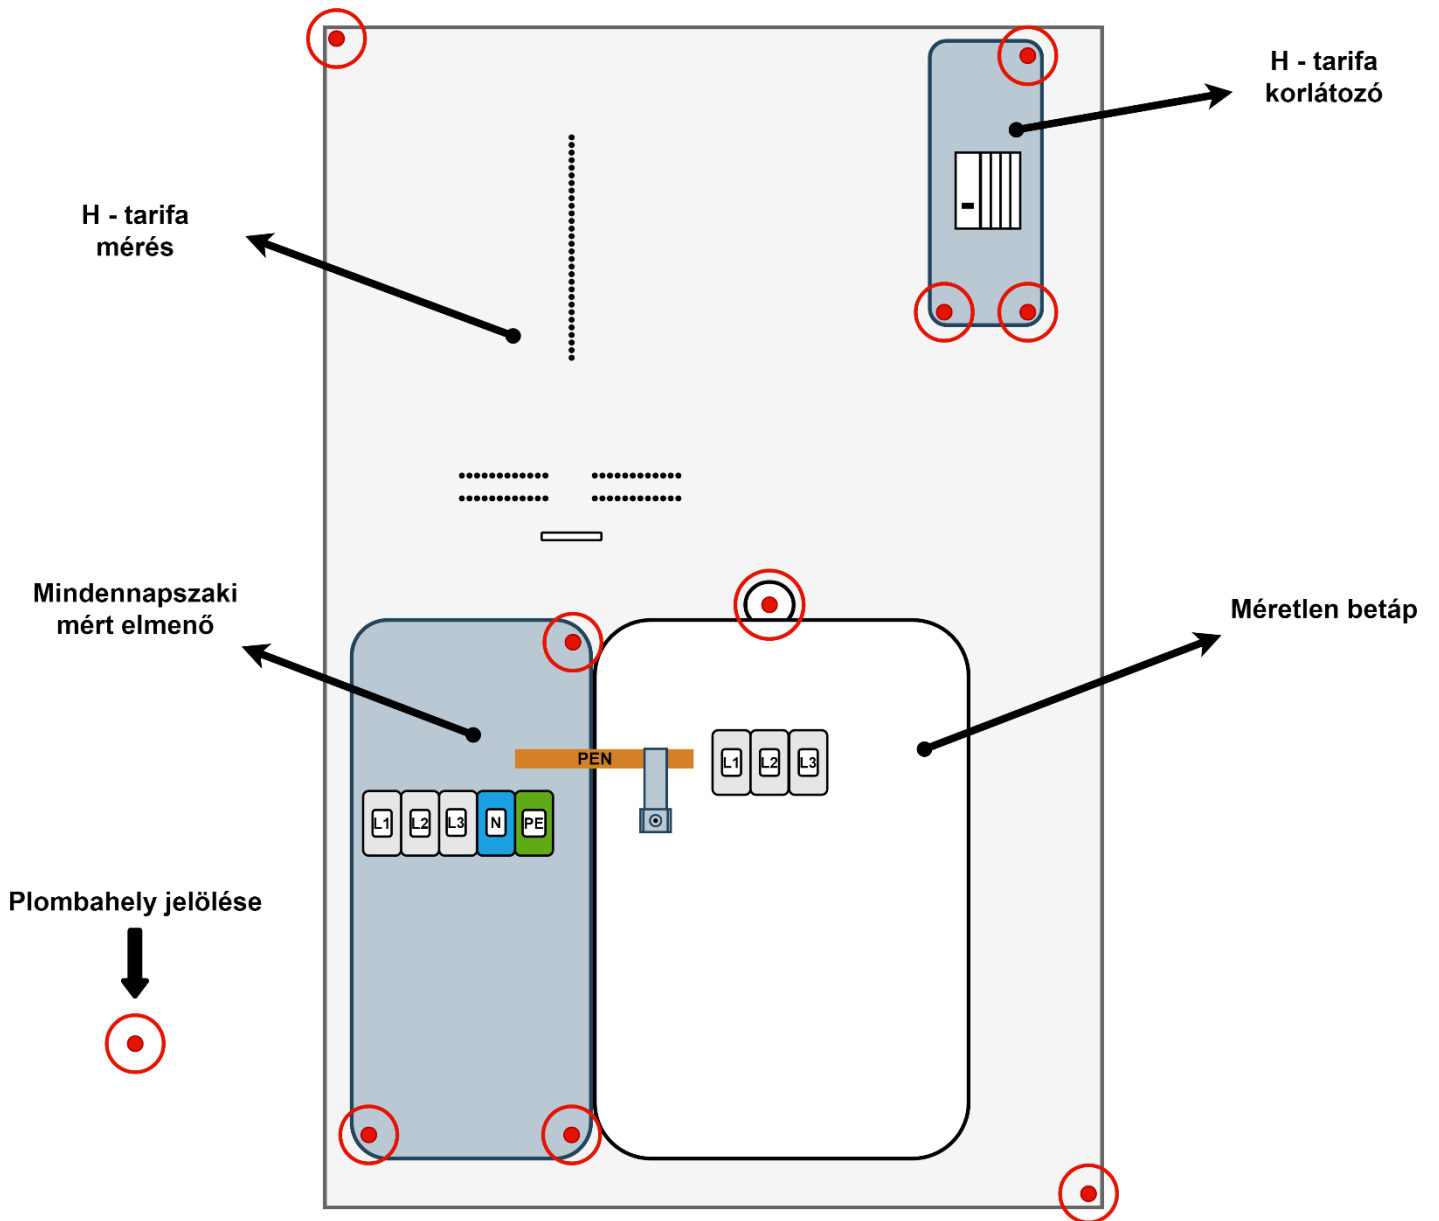 H - tarifa
korlátozó
H - tarifa
mérés
Mindennapszaki
mért elmenő
Méretlen betáp
PEN
L1 L2 L3
L1 L2 L3 N PE
Plombahely jelölése